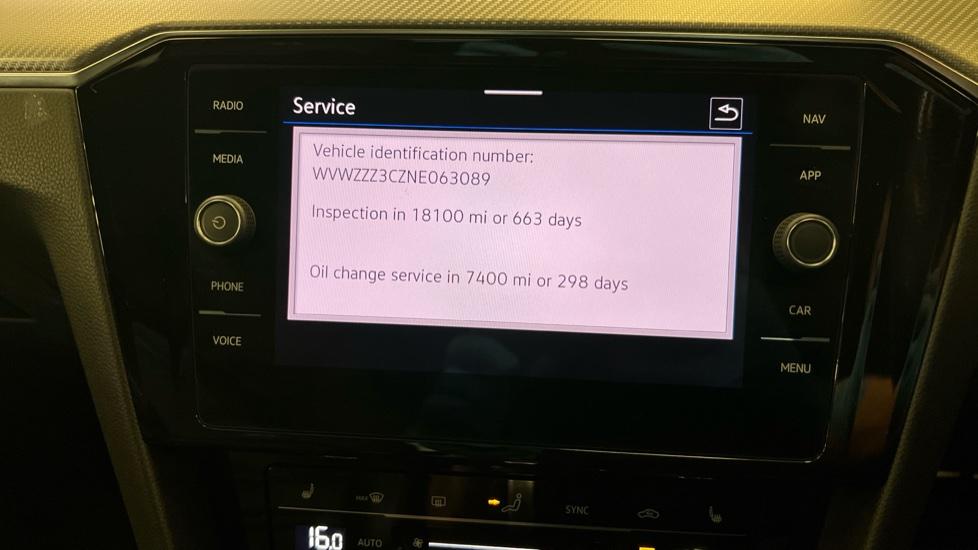 Service
RADIO
MEDIA
PHONE
VOICE
Vehicle identification number:
WVWZZZ3CZNE063089
Inspection in 18100 mi or 663 days
Oil change service in 7400 mi or 298 days
NAV
APP
CAR
MENU
MAX
SYNC
16.0
AUTO